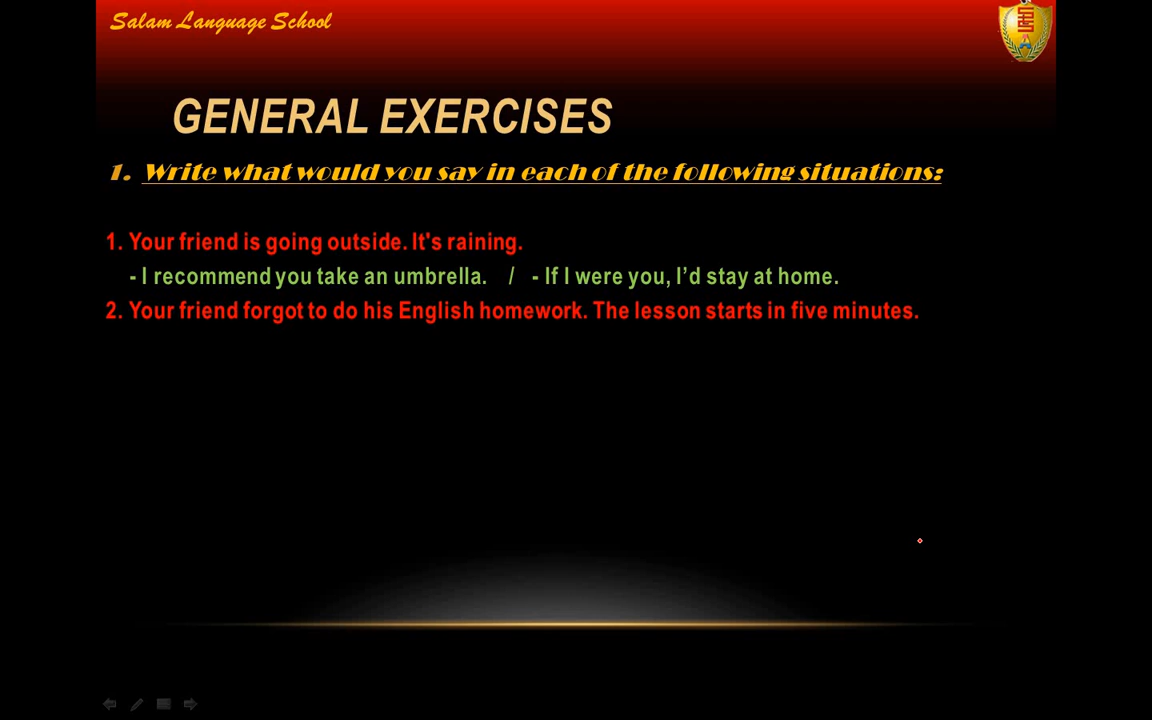 Salam Language School
GENERAL EXERCISES
1. Write what would you say in each of the following situations:
1. Your friend is going outside. It's raining.
- I recommend you take an umbrella. / - If I were you, I’d stay at home.
2. Your friend forgot to do his English homework. The lesson starts in five minutes.